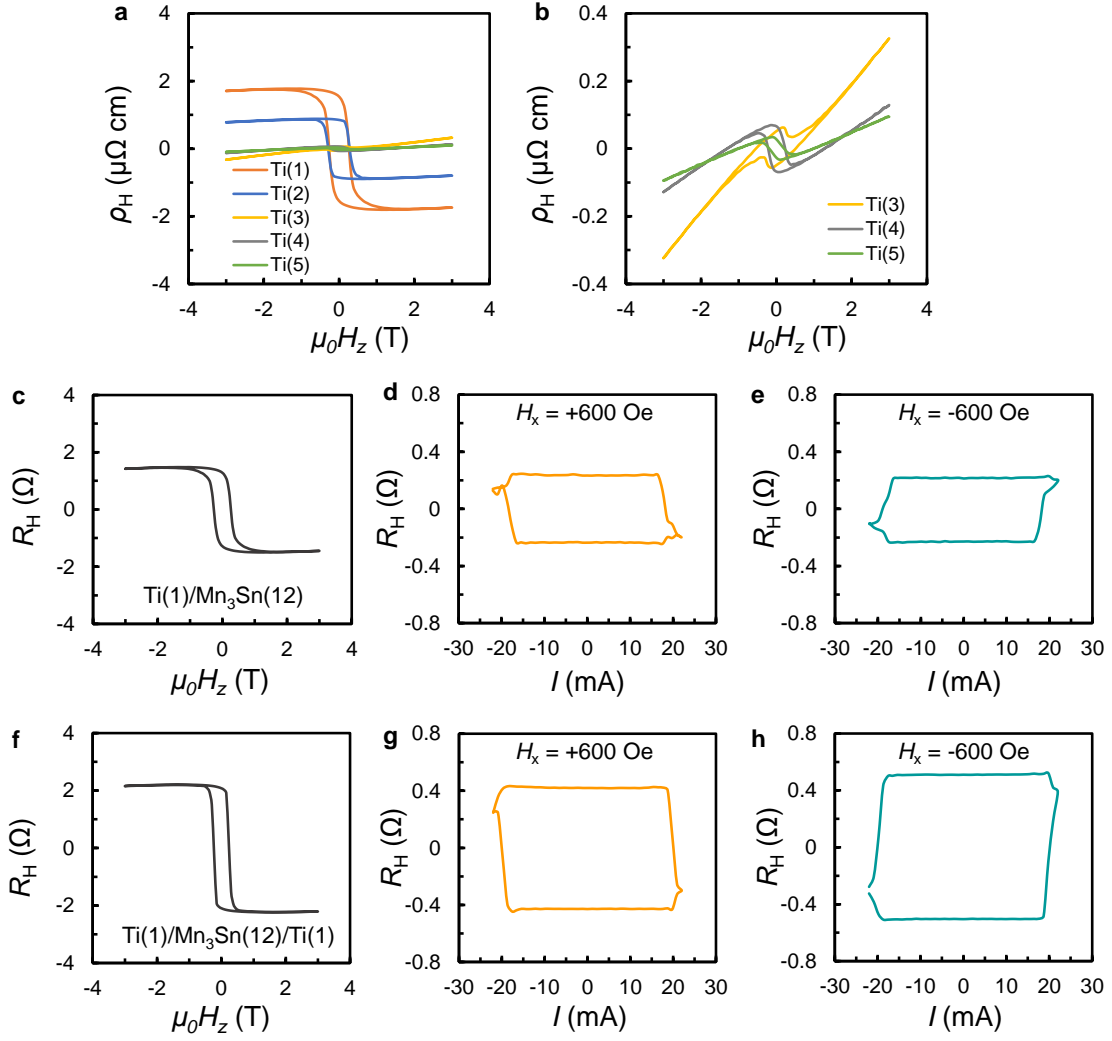 a
4
2
0
-2
-4
ρH (μΩ cm)
Ti(1)
Ti(2)
Ti(3)
Ti(4)
Ti(5)
-4 -2 0 2 4
μ0Hz (T)
b
0.4
0.2
0.0
-0.2
-0.4
ρH (μΩ cm)
Ti(3)
Ti(4)
Ti(5)
-4 -2 0 2 4
μ0Hz (T)
c
4
2
0
-2
-4
RH (Ω)
Ti(1)/Mn3Sn(12)
-4 -2 0 2 4
μ0Hz (T)
d
Hx = +600 Oe
0.8
0.4
0
-0.4
-0.8
RH (Ω)
-30 -20 -10 0 10 20 30
I (mA)
e
Hx = -600 Oe
0.8
0.4
0
-0.4
-0.8
RH (Ω)
-30 -20 -10 0 10 20 30
I (mA)
f
4
2
0
-2
-4
RH (Ω)
Ti(1)/Mn3Sn(12)/Ti(1)
-4 -2 0 2 4
μ0Hz (T)
g
Hx = +600 Oe
0.8
0.4
0
-0.4
-0.8
RH (Ω)
-30 -20 -10 0 10 20 30
I (mA)
h
Hx = -600 Oe
0.8
0.4
0
-0.4
-0.8
RH (Ω)
-30 -20 -10 0 10 20 30
I (mA)